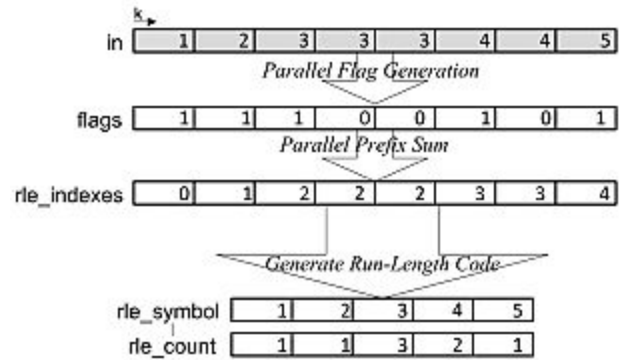 k
in 1 2 3 3 3 4 4 5
Parallel Flag Generation
flags 1 1 1 0 0 1 0 1
Parallel Prefix Sum
rle_indexes 0 1 2 2 2 3 3 4
Generate Run-Length Code
rle_symbol 1 2 3 4 5
rle_count 1 1 3 2 1